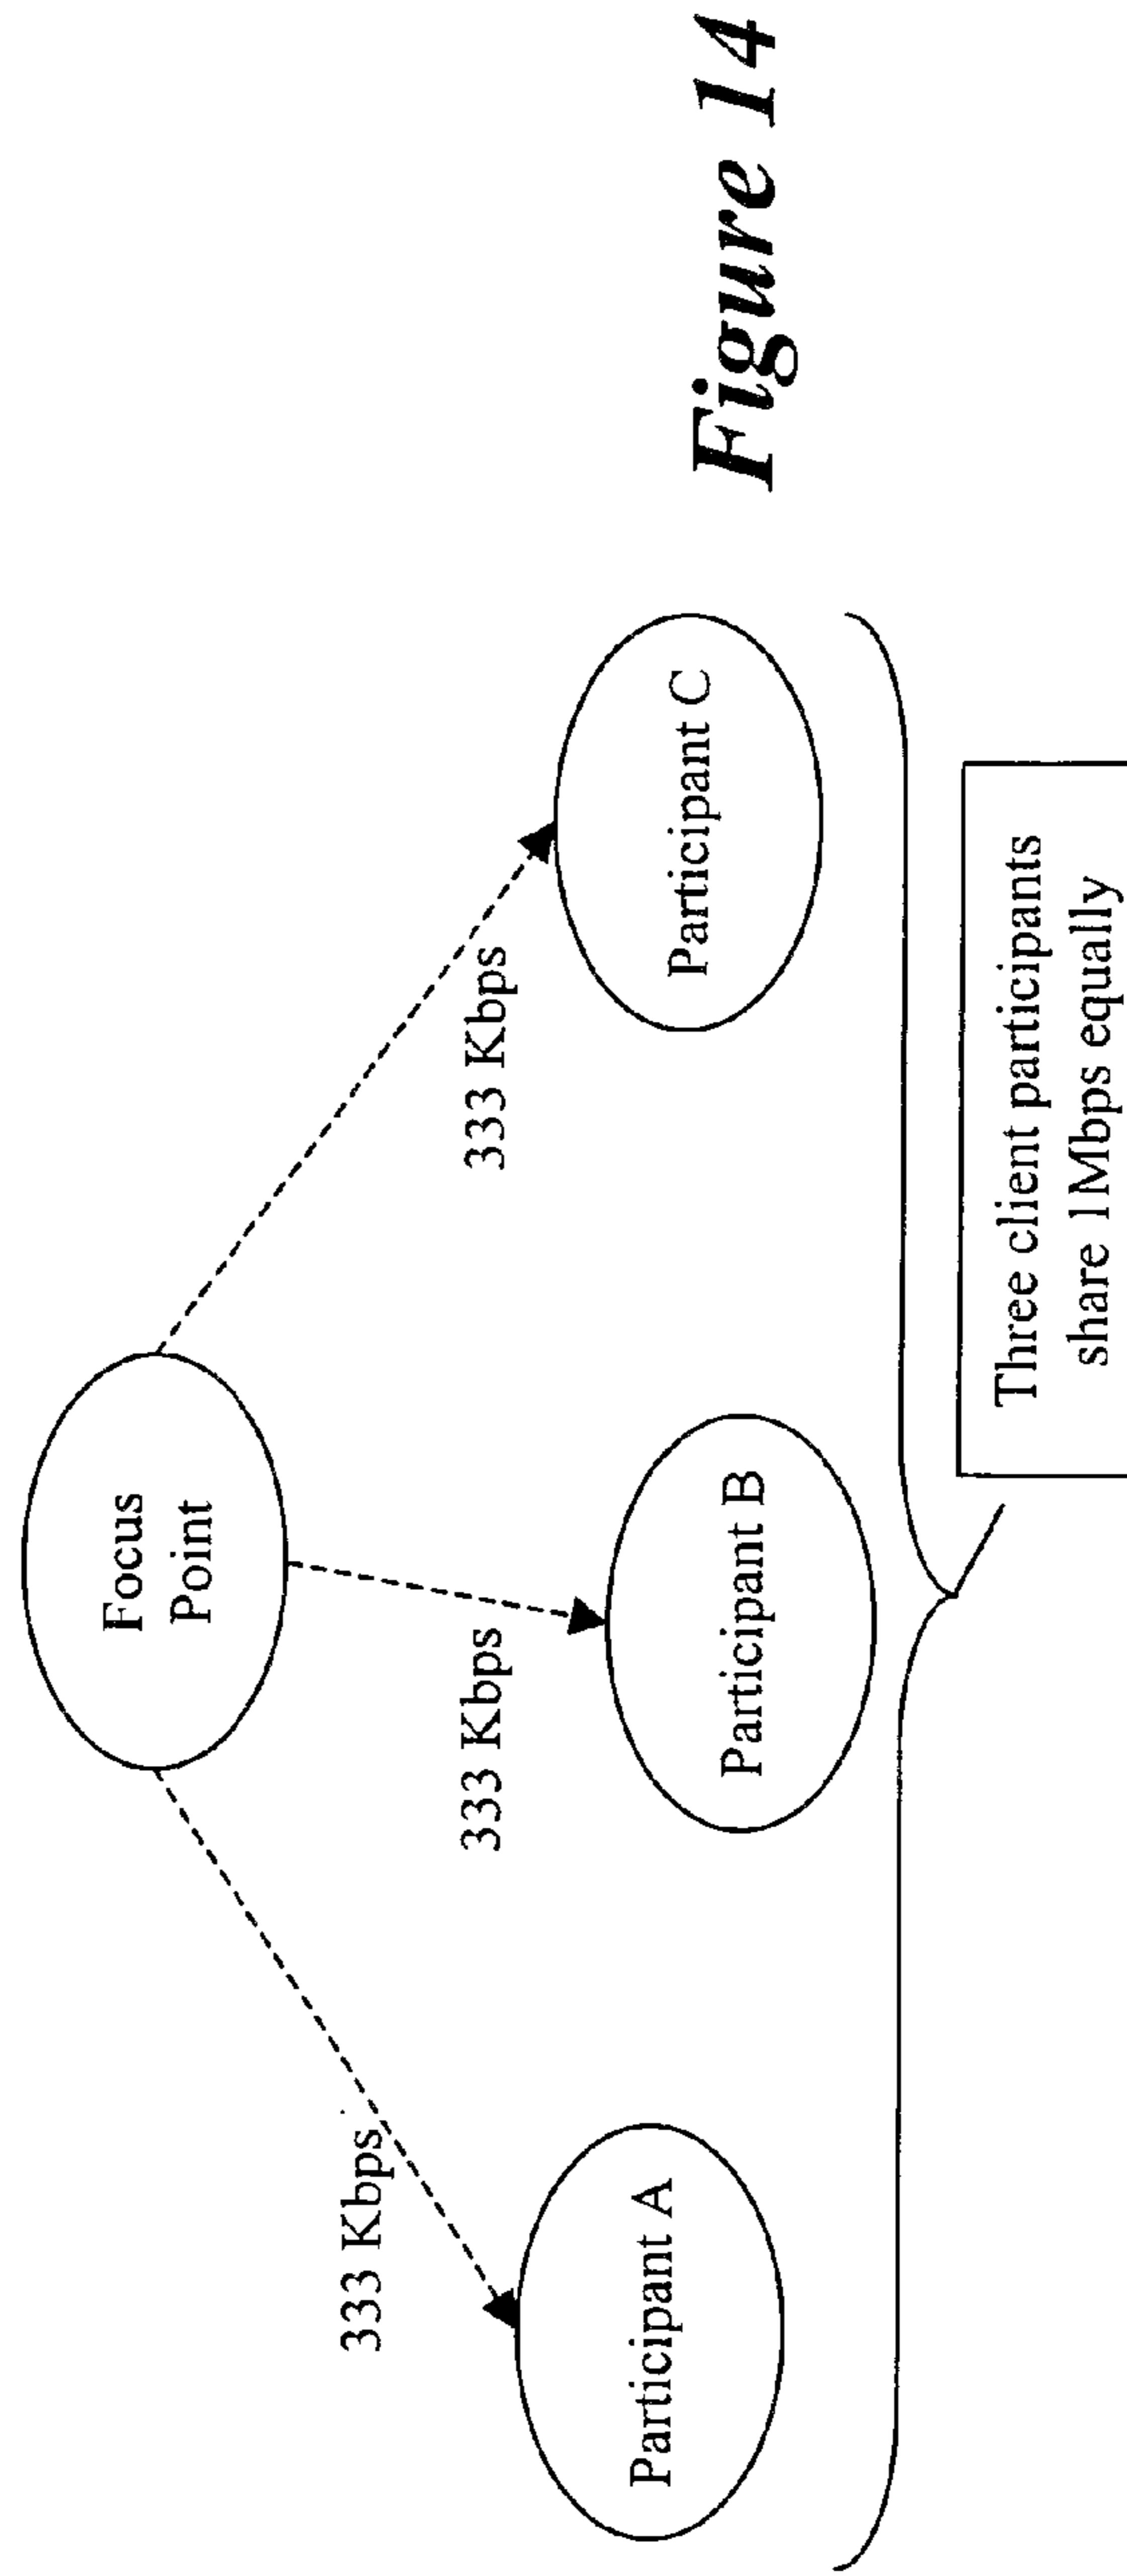 Focus
Point
333 Kbps
333 Kbps
333 Kbps
Participant A
Participant B
Participant C
Three client participants
share 1Mbps equally
Figure 14